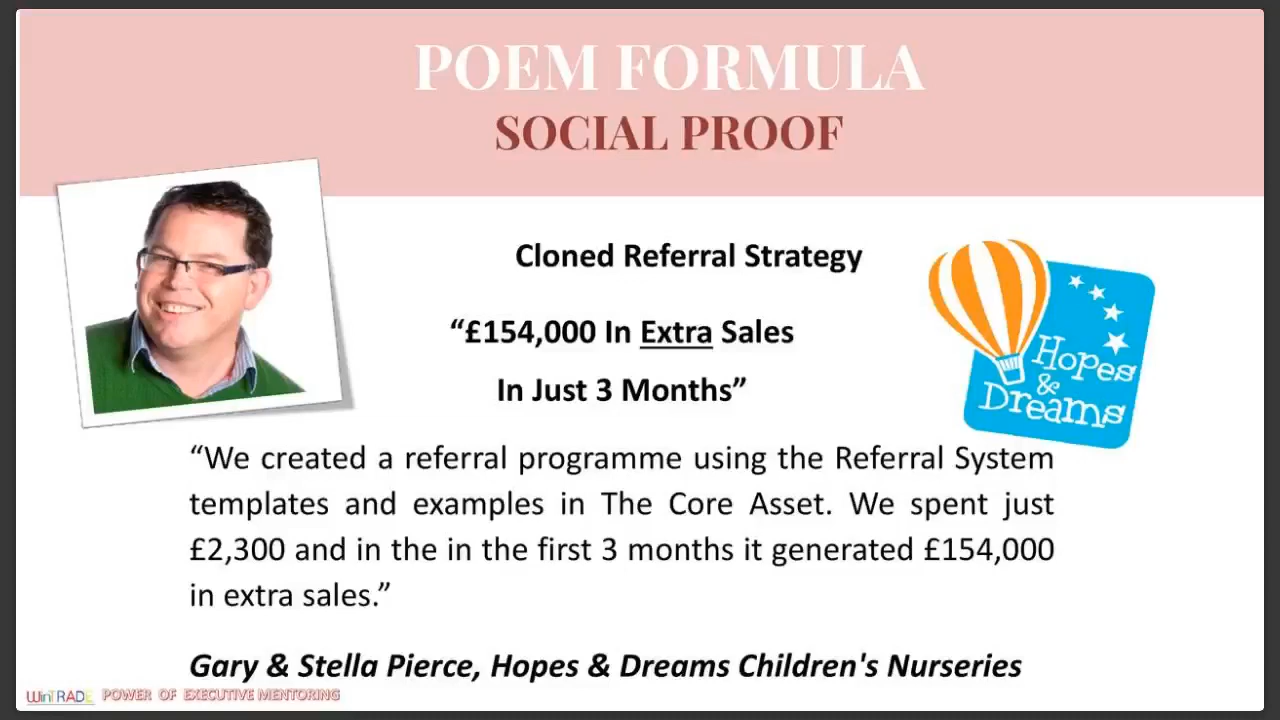 POEM FORMULA
SOCIAL PROOF
Cloned Referral Strategy
“£154,000 In Extra Sales
In Just 3 Months”
Hopes
&
Dreams
“We created a referral programme using the Referral System
templates and examples in The Core Asset. We spent just
£2,300 and in the in the first 3 months it generated £154,000
in extra sales.”
Gary & Stella Pierce, Hopes & Dreams Children's Nurseries
WinTRADE POWER OF EXECUTIVE MENTORING